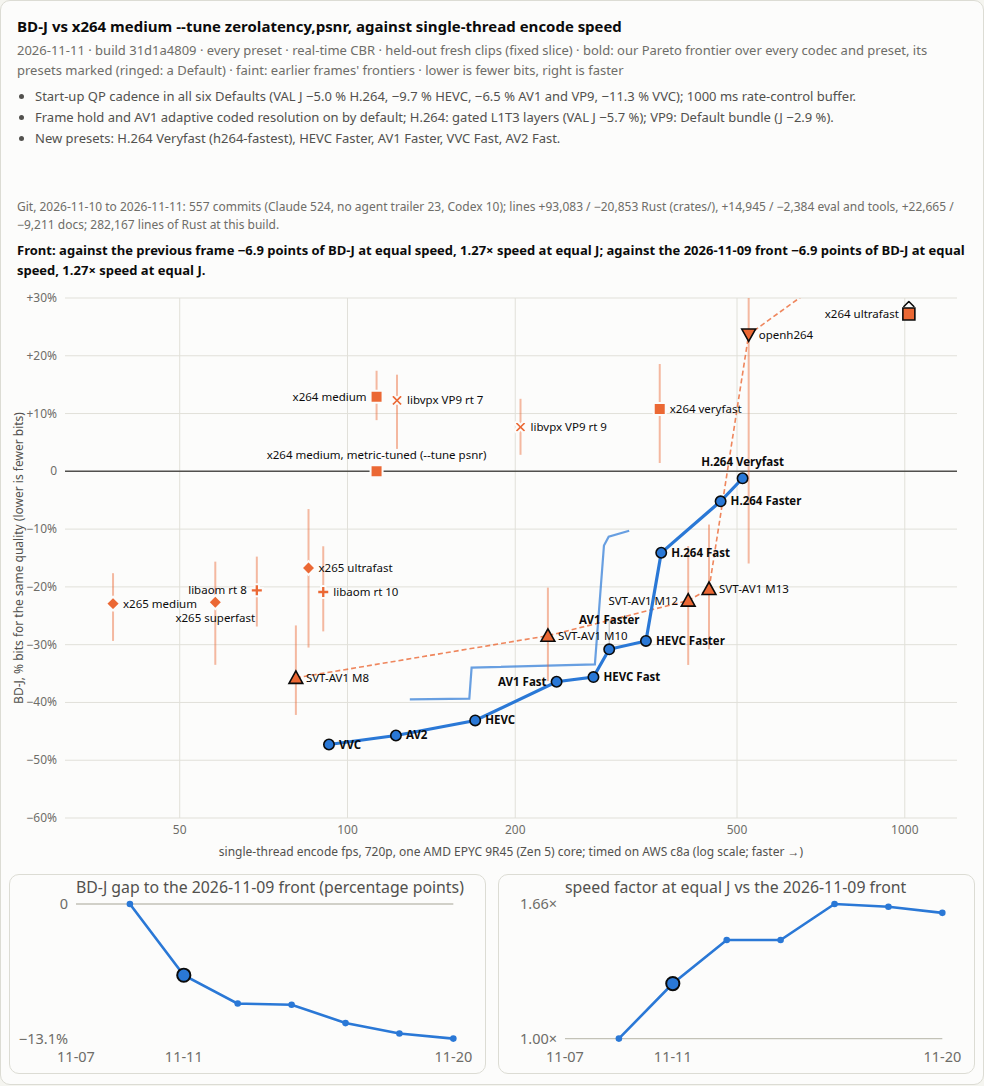 BD-J vs x264 medium --tune zerolatency,psnr, against single-thread encode speed
2026-11-11 · build 31d1a4809 · every preset · real-time CBR · held-out fresh clips (fixed slice) · bold: our Pareto frontier over every codec and preset, its
presets marked (ringed: a Default) · faint: earlier frames' frontiers · lower is fewer bits, right is faster
• Start-up QP cadence in all six Defaults (VAL J −5.0 % H.264, −9.7 % HEVC, −6.5 % AV1 and VP9, −11.3 % VVC); 1000 ms rate-control buffer.
• Frame hold and AV1 adaptive coded resolution on by default; H.264: gated L1T3 layers (VAL J −5.7 %); VP9: Default bundle (J −2.9 %).
• New presets: H.264 Veryfast (h264-fastest), HEVC Faster, AV1 Faster, VVC Fast, AV2 Fast.
Git, 2026-11-10 to 2026-11-11: 557 commits (Claude 524, no agent trailer 23, Codex 10); lines +93,083 / −20,853 Rust (crates/), +14,945 / −2,384 eval and tools, +22,665 /
−9,211 docs; 282,167 lines of Rust at this build.
Front: against the previous frame −6.9 points of BD-J at equal speed, 1.27× speed at equal J; against the 2026-11-09 front −6.9 points of BD-J at equal
speed, 1.27× speed at equal J.
+30%
x264 ultrafast
openh264
+20%
x264 medium
libvpx VP9 rt 7
+10%
x264 veryfast
libvpx VP9 rt 9
x264 medium, metric-tuned (--tune psnr)
H.264 Veryfast
0
H.264 Faster
−10%
H.264 Fast
x265 ultrafast
−20%
libaom rt 8
libaom rt 10
SVT-AV1 M13
x265 medium
SVT-AV1 M12
x265 superfast
AV1 Faster
SVT-AV1 M10
HEVC Faster
−30%
SVT-AV1 M8
AV1 Fast
HEVC Fast
−40%
HEVC
AV2
VVC
−50%
−60%
BD-J, % bits for the same quality (lower is fewer bits)
50
100
200
500
1000
single-thread encode fps, 720p, one AMD EPYC 9R45 (Zen 5) core; timed on AWS c8a (log scale; faster →)
BD-J gap to the 2026-11-09 front (percentage points)
0
−13.1%
11-07
11-11
11-20
speed factor at equal J vs the 2026-11-09 front
1.66×
1.00×
11-07
11-11
11-20